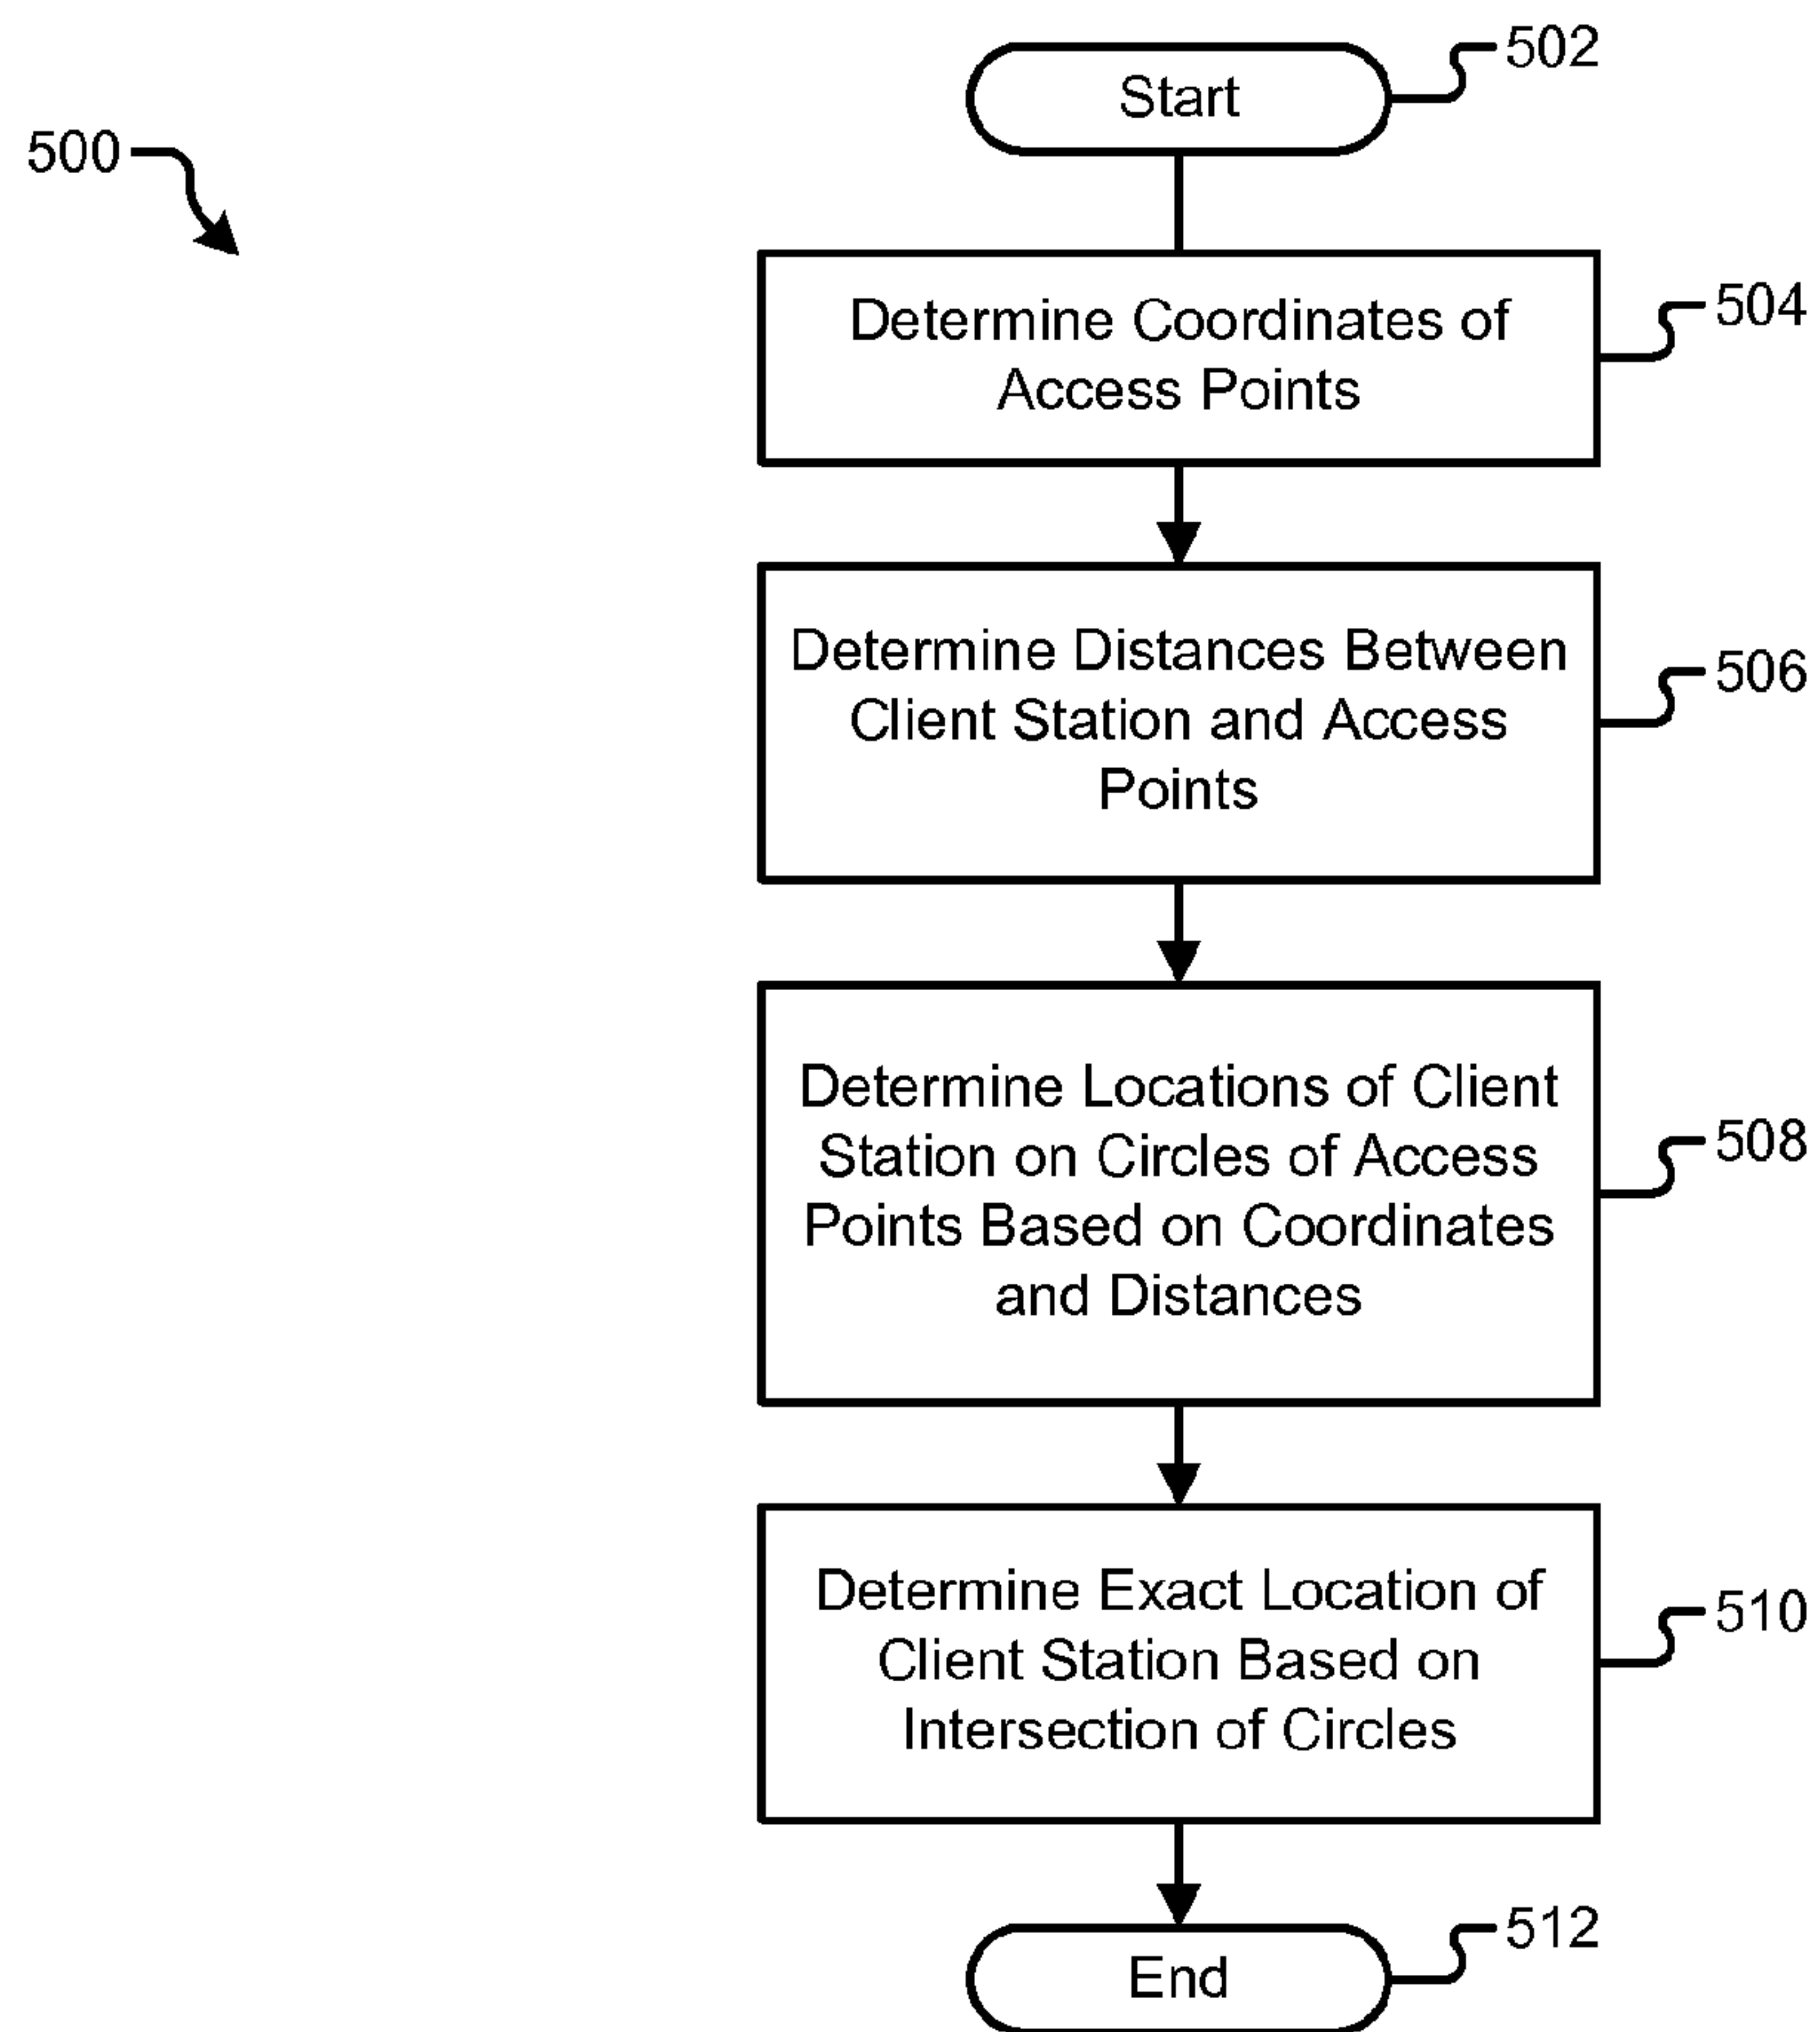 502
Start
500
504
Determine Coordinates of
Access Points
506
Determine Distances Between
Client Station and Access
Points
508
Determine Locations of Client
Station on Circles of Access
Points Based on Coordinates
and Distances
510
Determine Exact Location of
Client Station Based on
Intersection of Circles
512
End